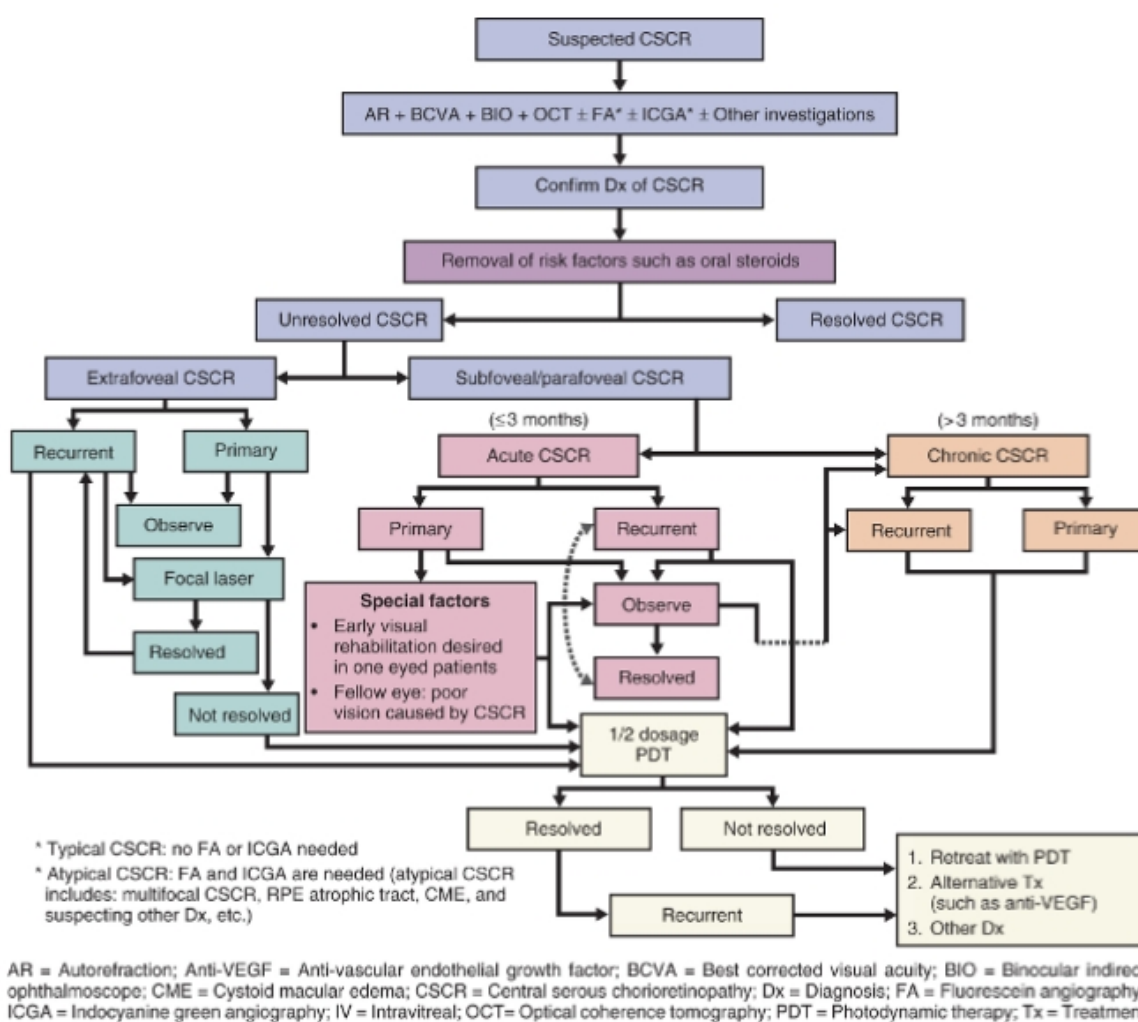 Suspected CSCR
AR + BCVA + BIO + OCT ± FA* ± ICGA* ± Other investigations
Confirm Dx of CSCR
Removal of risk factors such as oral steroids
Unresolved CSCR
Resolved CSCR
Extrafoveal CSCR
Subfoveal/parafoveal CSCR
(≤3 months)
(>3 months)
Recurrent
Primary
Acute CSCR
Chronic CSCR
Observe
Primary
Recurrent
Recurrent
Primary
Focal laser
Special factors
• Early visual
rehabilitation desired
in one eyed patients
• Fellow eye: poor
vision caused by CSCR
Observe
Resolved
Resolved
Not resolved
1/2 dosage
PDT
Resolved
Not resolved
* Typical CSCR: no FA or ICGA needed
* Atypical CSCR: FA and ICGA are needed (atypical CSCR
includes: multifocal CSCR, RPE atrophic tract, CME, and
suspecting other Dx, etc.)
Recurrent
1. Retreat with PDT
2. Alternative Tx
(such as anti-VEGF)
3. Other Dx
AR = Autorefraction; Anti-VEGF = Anti-vascular endothelial growth factor; BCVA = Best corrected visual acuity; BIO = Binocular indirec
ophthalmoscope; CME = Cystoid macular edema; CSCR = Central serous chorioretinopathy; Dx = Diagnosis; FA = Fluorescein angiography
ICGA = Indocyanine green angiography; IV = Intravitreal; OCT= Optical coherence tomography; PDT = Photodynamic therapy; Tx = Treatmen